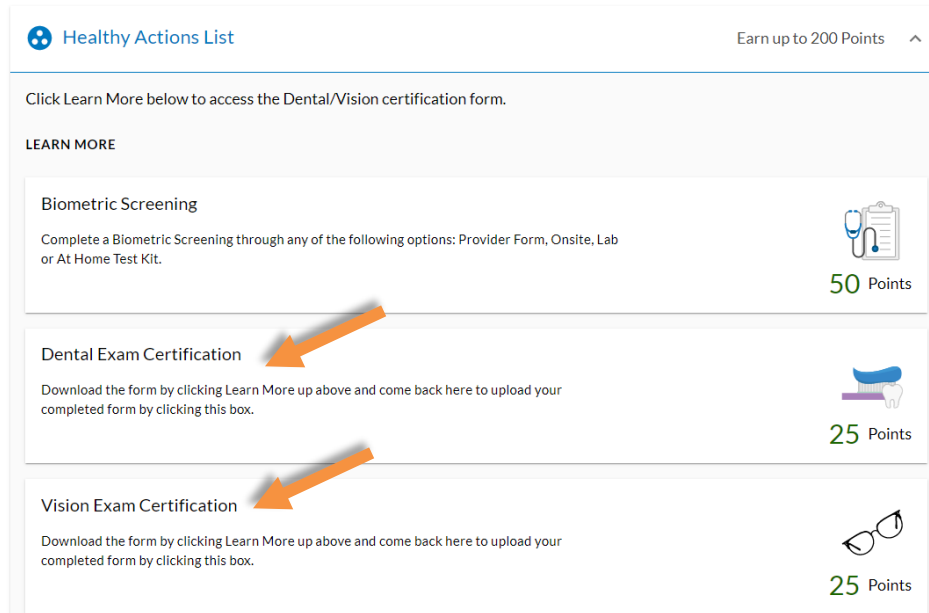 Healthy Actions List
Earn up to 200 Points
Click Learn More below to access the Dental/Vision certification form.
LEARN MORE
Biometric Screening
Complete a Biometric Screening through any of the following options: Provider Form, Onsite, Lab
or At Home Test Kit.
50 Points
Dental Exam Certification
Download the form by clicking Learn More up above and come back here to upload your
completed form by clicking this box.
25 Points
Vision Exam Certification
Download the form by clicking Learn More up above and come back here to upload your
completed form by clicking this box.
25 Points